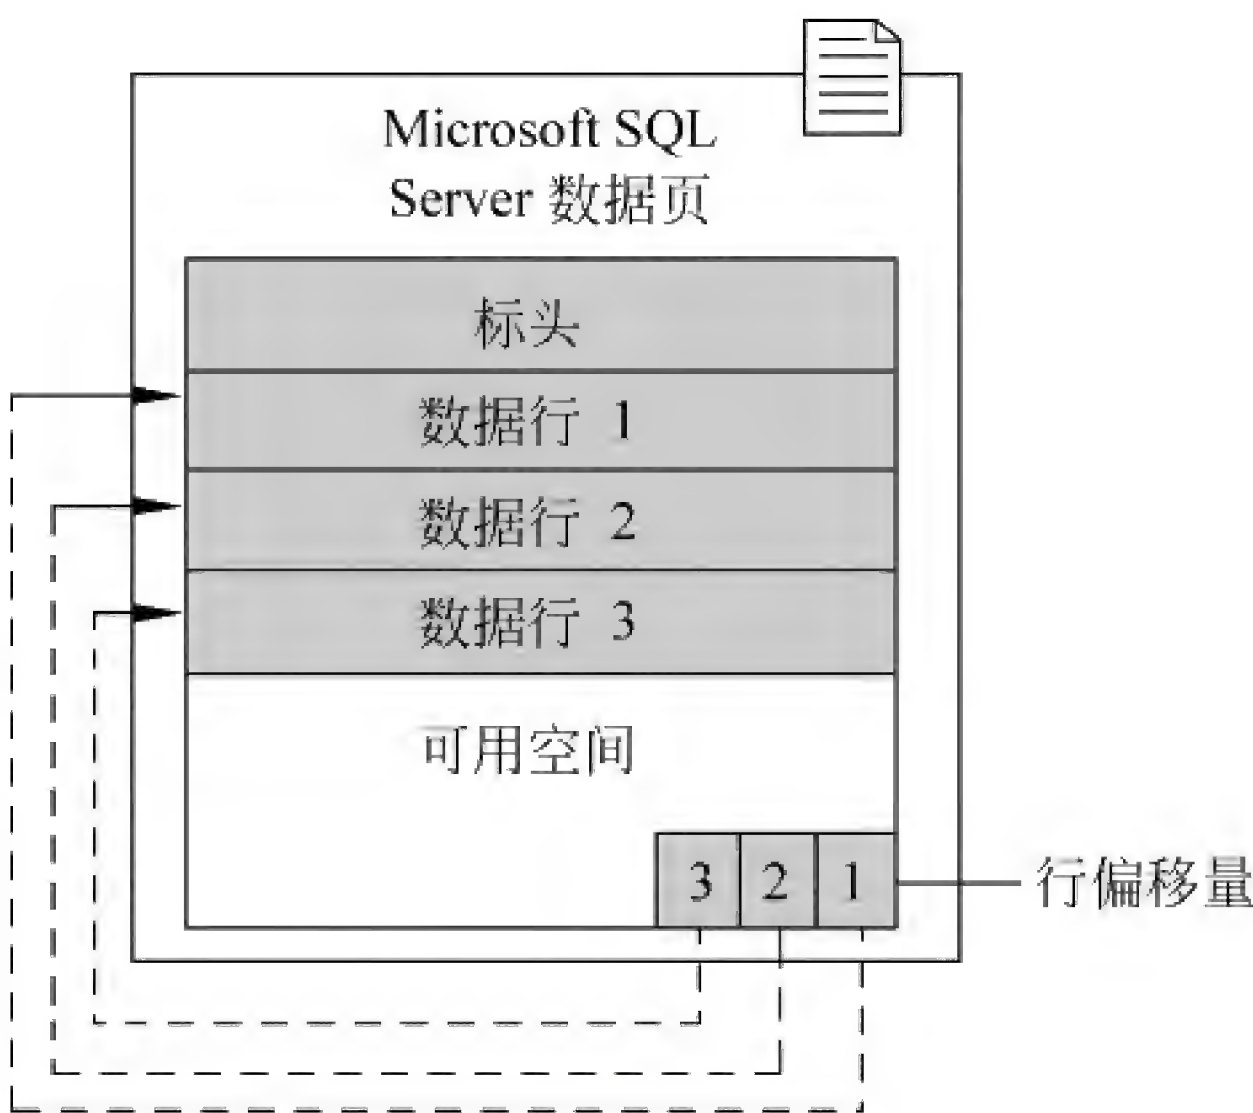 Microsoft SQL
Server 数据页
标头
数据行 1
数据行 2
数据行 3
可用空间
3 2 1
行偏移量